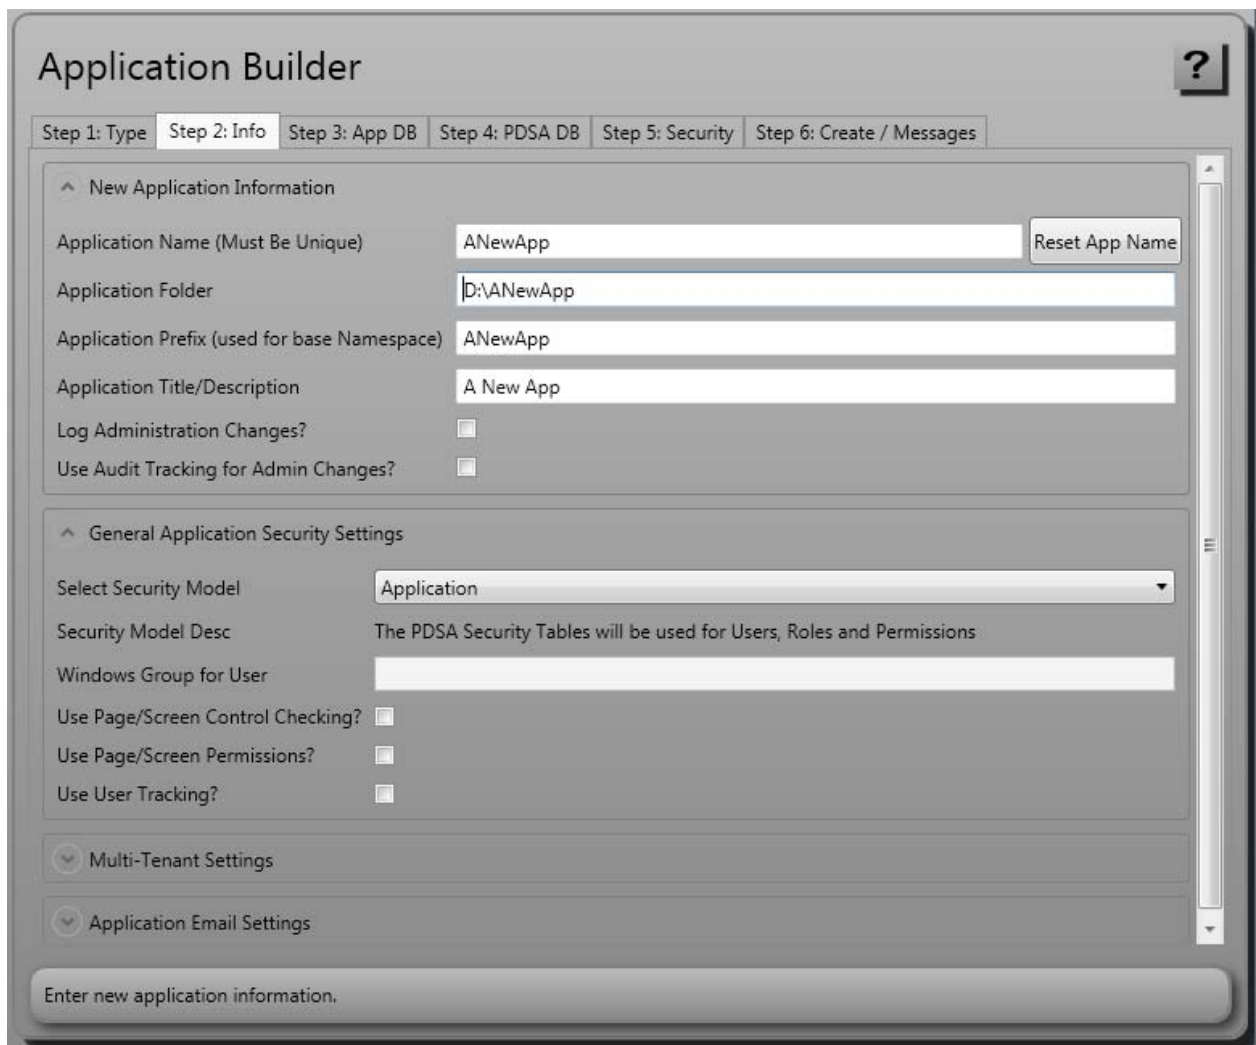 Application Builder
?
Step 1: Type Step 2: Info Step 3: App DB Step 4: PDSA DB Step 5: Security Step 6: Create / Messages
New Application Information
Application Name (Must Be Unique) ANewApp Reset App Name
Application Folder D:\ANewApp
Application Prefix (used for base Namespace) ANewApp
Application Title/Description A New App
Log Administration Changes?
Use Audit Tracking for Admin Changes?
General Application Security Settings
Select Security Model Application
Security Model Desc The PDSA Security Tables will be used for Users, Roles and Permissions
Windows Group for User
Use Page/Screen Control Checking?
Use Page/Screen Permissions?
Use User Tracking?
Multi-Tenant Settings
Application Email Settings
Enter new application information.